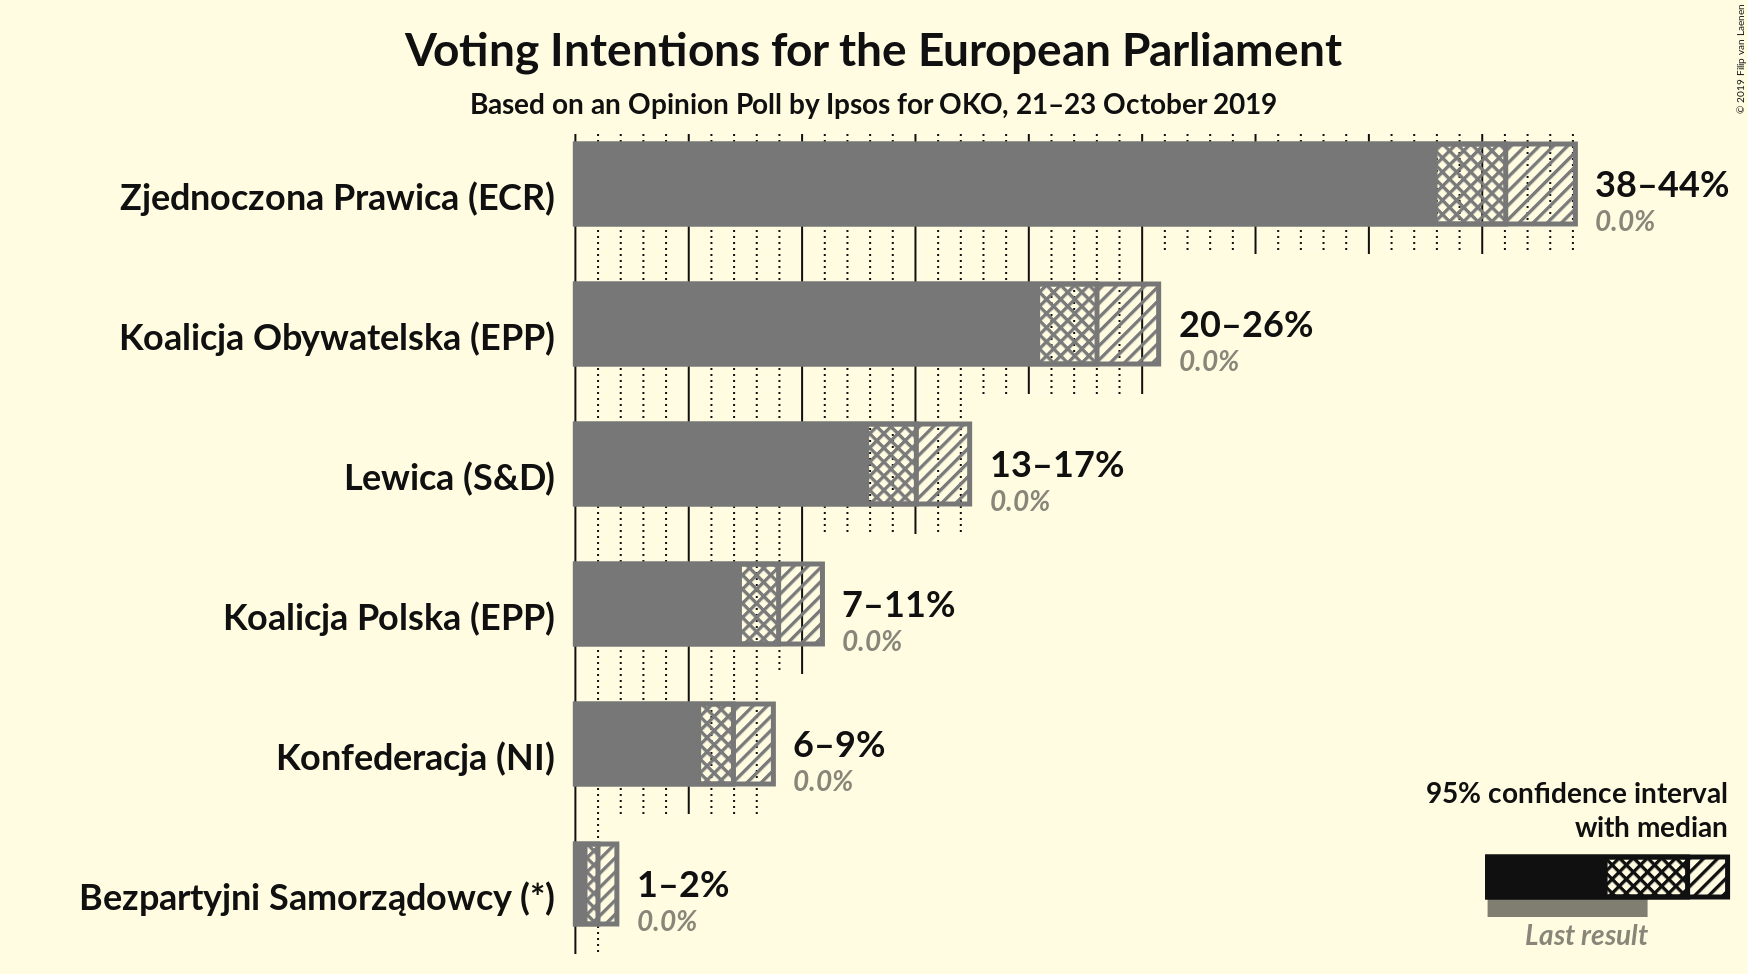 Voting Intentions for the European Parliament
Based on an Opinion Poll by Ipsos for OKO, 21–23 October 2019
© 2019 Filip van Laenen
Zjednoczona Prawica (ECR)
38–44%
0.0%
Koalicja Obywatelska (EPP)
20–26%
0.0%
Lewica (S&D)
13–17%
0.0%
Koalicja Polska (EPP)
7–11%
0.0%
Konfederacja (NI)
6–9%
0.0%
Bezpartyjni Samorządowcy (*)
1–2%
0.0%
95% confidence interval
with median
Last result